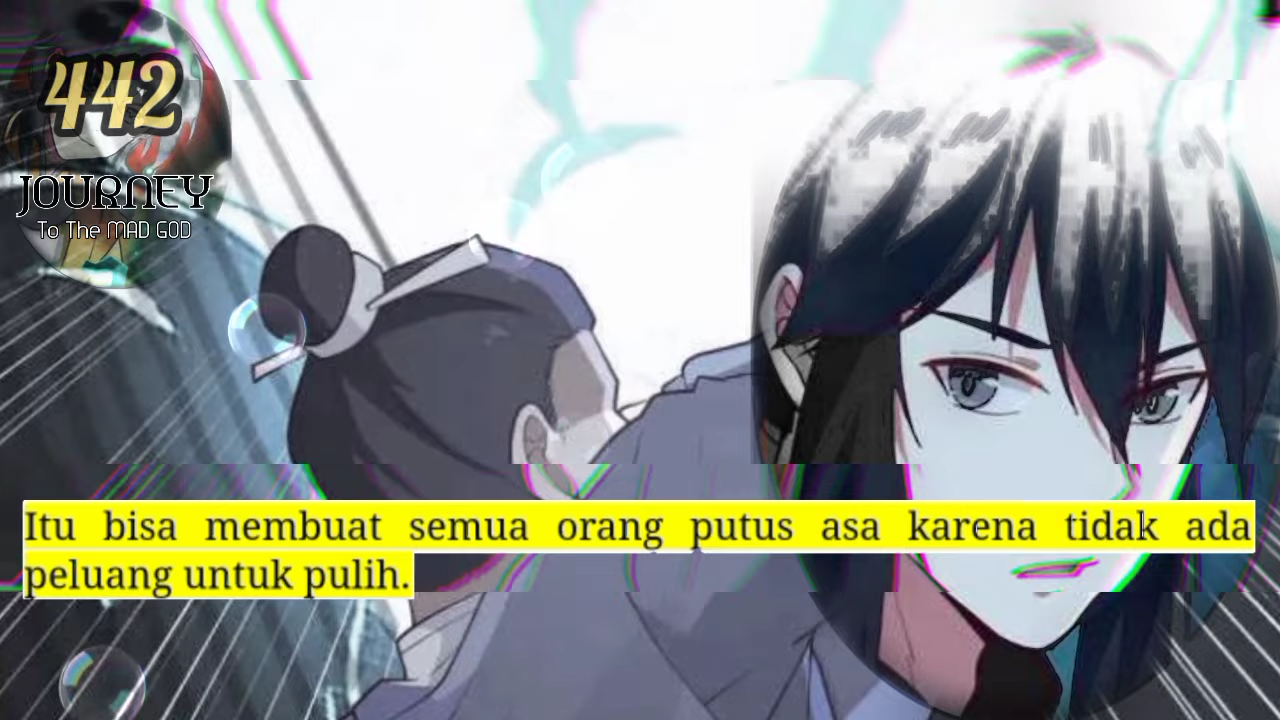 442
JOURNEY
To The MAD GOD
Itu bisa membuat semua orang putus asa karena tidak ada
peluang untuk pulih.